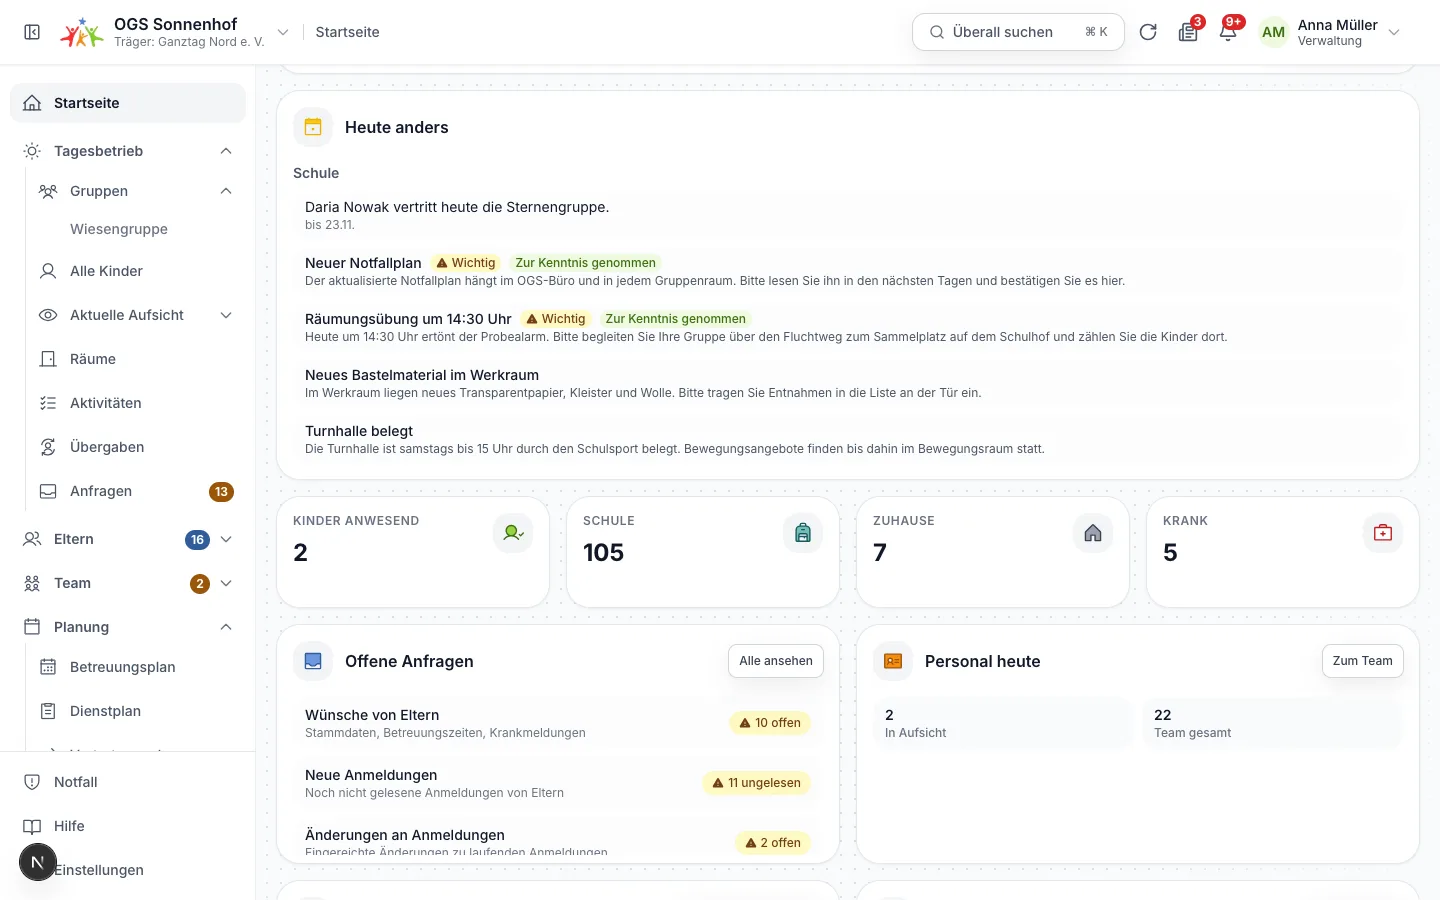 OGS Sonnenhof
Träger: Ganztag Nord e. V.
Startseite
Überall suchen ⌘ K
3
9+
AM
Anna Müller
Verwaltung
Startseite
Tagesbetrieb
Gruppen
Wiesengruppe
Alle Kinder
Aktuelle Aufsicht
Räume
Aktivitäten
Übergaben
Anfragen 13
Eltern 16
Team 2
Planung
Betreuungsplan
Dienstplan
Notfall
Hilfe
N
Einstellungen
Heute anders
Schule
Daria Nowak vertritt heute die Sternengruppe.
bis 23.11.
Neuer Notfallplan Wichtig Zur Kenntnis genommen
Der aktualisierte Notfallplan hängt im OGS-Büro und in jedem Gruppenraum. Bitte lesen Sie ihn in den nächsten Tagen und bestätigen Sie es hier.
Räumungsübung um 14:30 Uhr Wichtig Zur Kenntnis genommen
Heute um 14:30 Uhr ertönt der Probealarm. Bitte begleiten Sie Ihre Gruppe über den Fluchtweg zum Sammelplatz auf dem Schulhof und zählen Sie die Kinder dort.
Neues Bastelmaterial im Werkraum
Im Werkraum liegen neues Transparentpapier, Kleister und Wolle. Bitte tragen Sie Entnahmen in die Liste an der Tür ein.
Turnhalle belegt
Die Turnhalle ist samstags bis 15 Uhr durch den Schulsport belegt. Bewegungsangebote finden bis dahin im Bewegungsraum statt.
KINDER ANWESEND
2
SCHULE
105
ZUHAUSE
7
KRANK
5
Offene Anfragen
Alle ansehen
Wünsche von Eltern
Stammdaten, Betreuungszeiten, Krankmeldungen
10 offen
Neue Anmeldungen
Noch nicht gelesene Anmeldungen von Eltern
11 ungelesen
Änderungen an Anmeldungen
Eingereichte Änderungen zu laufenden Anmeldungen
2 offen
Personal heute
Zum Team
2
In Aufsicht
22
Team gesamt